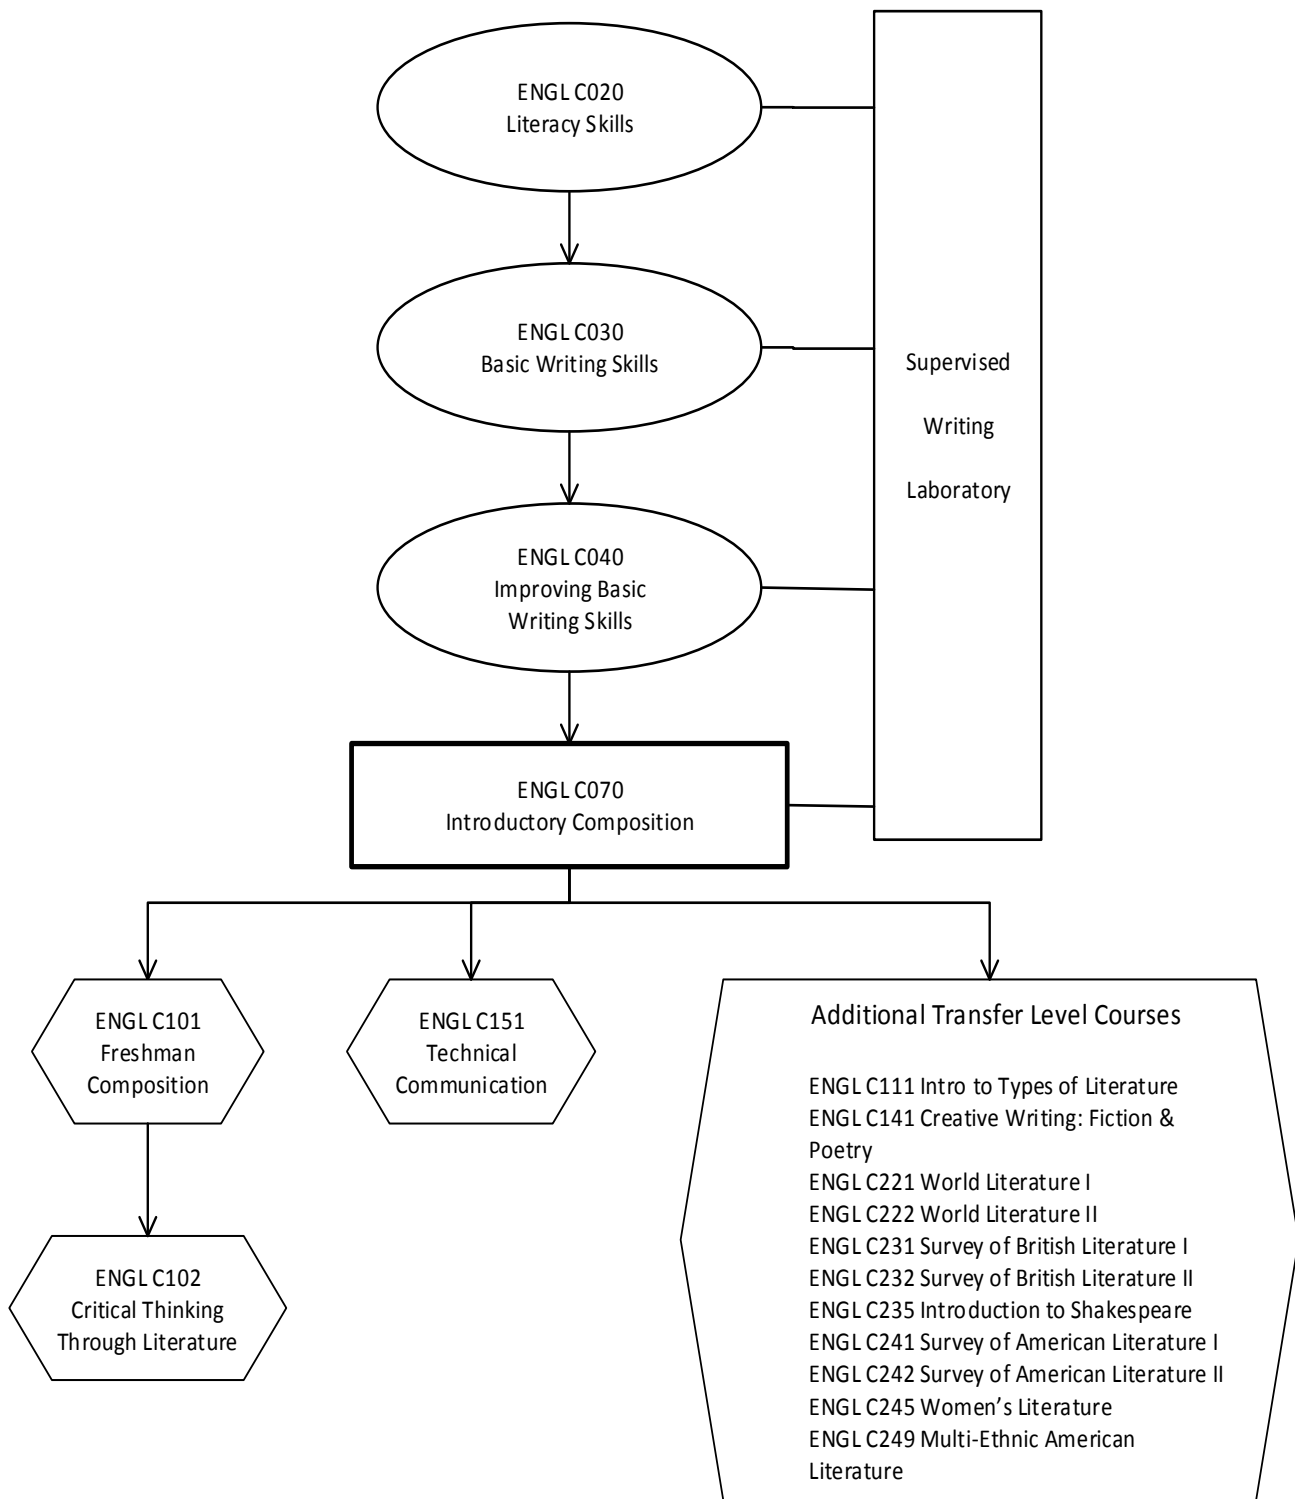 ENGL C020
Literacy Skills
ENGL C030
Basic Writing Skills
Supervised
Writing
Laboratory
ENGL C040
Improving Basic
Writing Skills
ENGL C070
Introductory Composition
ENGL C101
Freshman
Composition
ENGL C151
Technical
Communication
ENGL C102
Critical Thinking
Through Literature
Additional Transfer Level Courses
ENGL C111 Intro to Types of Literature
ENGL C141 Creative Writing: Fiction &
Poetry
ENGL C221 World Literature I
ENGL C222 World Literature II
ENGL C231 Survey of British Literature I
ENGL C232 Survey of British Literature II
ENGL C235 Introduction to Shakespeare
ENGL C241 Survey of American Literature I
ENGL C242 Survey of American Literature II
ENGL C245 Women’s Literature
ENGL C249 Multi-Ethnic American
Literature